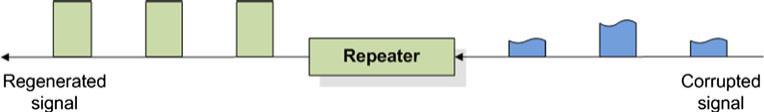 Repeater
Regenerated
signal
Corrupted
signal